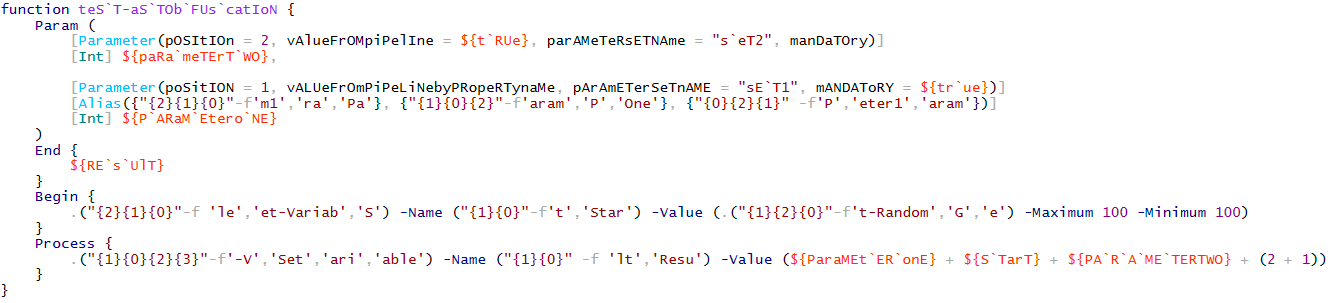 function teS`T-aS`TOb`FUs`catIoN {
    Param (
        [Parameter(pOSItIOn = 2, vAlueFrOMpiPelIne = ${t`RUe}, parAMeTeRsETNAme = "s`eT2", manDaTOry)]
        [Int] ${paRa`meTErT`WO},

        [Parameter(poSitION = 1, vALUeFrOmPiPeLiNebyPRopeRTynaMe, pArAmETerSeTnAME = "sE`T1", mANDAToRY = ${tr`ue})]
        [Alias({"{2}{1}{0}"-f'm1','ra','Pa'}, {"{1}{0}{2}"-f'aram','P','One'}, {"{0}{2}{1}" -f'P','eter1','aram'})]
        [Int] ${P`ARaM`Etero`NE}
    )
    End {
        ${RE`s`UlT}
    }
    Begin {
        .("{2}{1}{0}"-f 'le','et-Variab','S') -Name ("{1}{0}"-f't','Star') -Value (.("{1}{2}{0}"-f't-Random','G','e') -Maximum 100 -Minimum 100)
    }
    Process {
        .("{1}{0}{2}{3}"-f'-V','Set','ari','able') -Name ("{1}{0}" -f 'lt','Resu') -Value (${ParaMEt`ER`onE} + ${S`TarT} + ${PA`R`A`ME`TERTWO} + (2 + 1))
    }
}